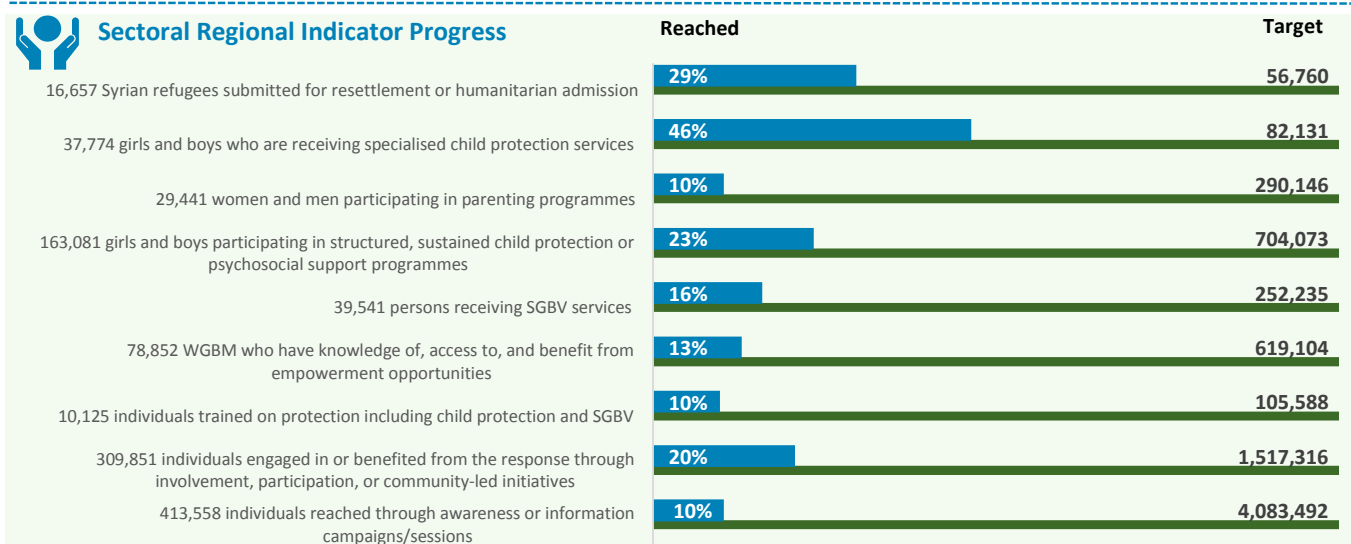 Sectoral Regional Indicator Progress
Reached
Target
16,657 Syrian refugees submitted for resettlement or humanitarian admission
29%
56,760
37,774 girls and boys who are receiving specialised child protection services
46%
82,131
29,441 women and men participating in parenting programmes
10%
290,146
163,081 girls and boys participating in structured, sustained child protection or
psychosocial support programmes
23%
704,073
39,541 persons receiving SGBV services
16%
252,235
78,852 WGBM who have knowledge of, access to, and benefit from
empowerment opportunities
13%
619,104
10,125 individuals trained on protection including child protection and SGBV
10%
105,588
309,851 individuals engaged in or benefited from the response through
involvement, participation, or community-led initiatives
20%
1,517,316
413,558 individuals reached through awareness or information
campaigns/sessions
10%
4,083,492